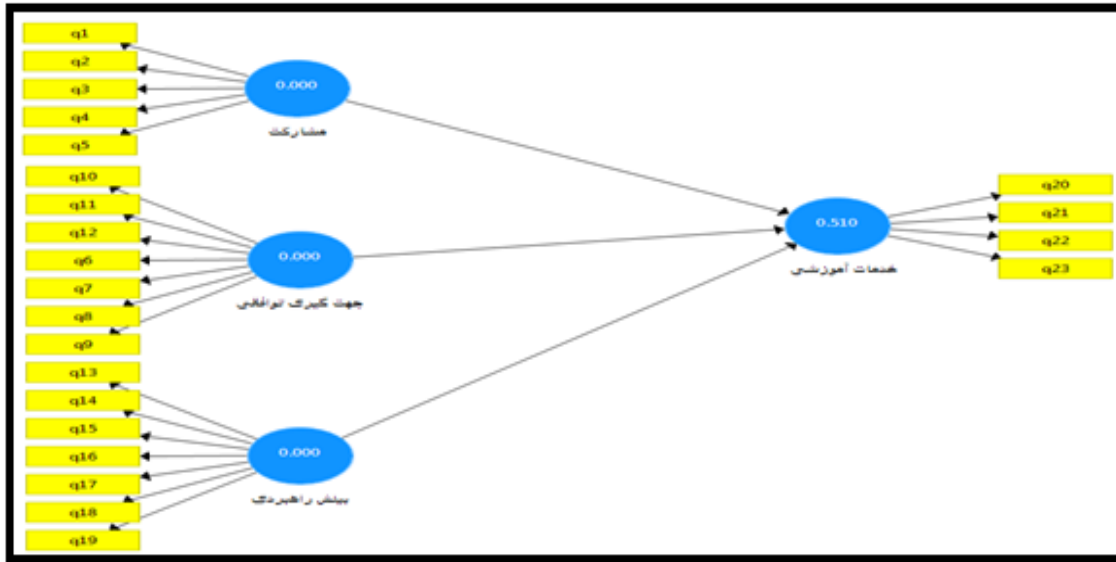 q1
q2
q3
q4
q5
0.000
مشارکت
q10
q11
q12
q6
q7
q8
q9
0.000
جهت گیری توافقی
q13
q14
q15
q16
q17
q18
q19
0.000
بینش راهبردی
0.510
خدمات آموزشی
q20
q21
q22
q23